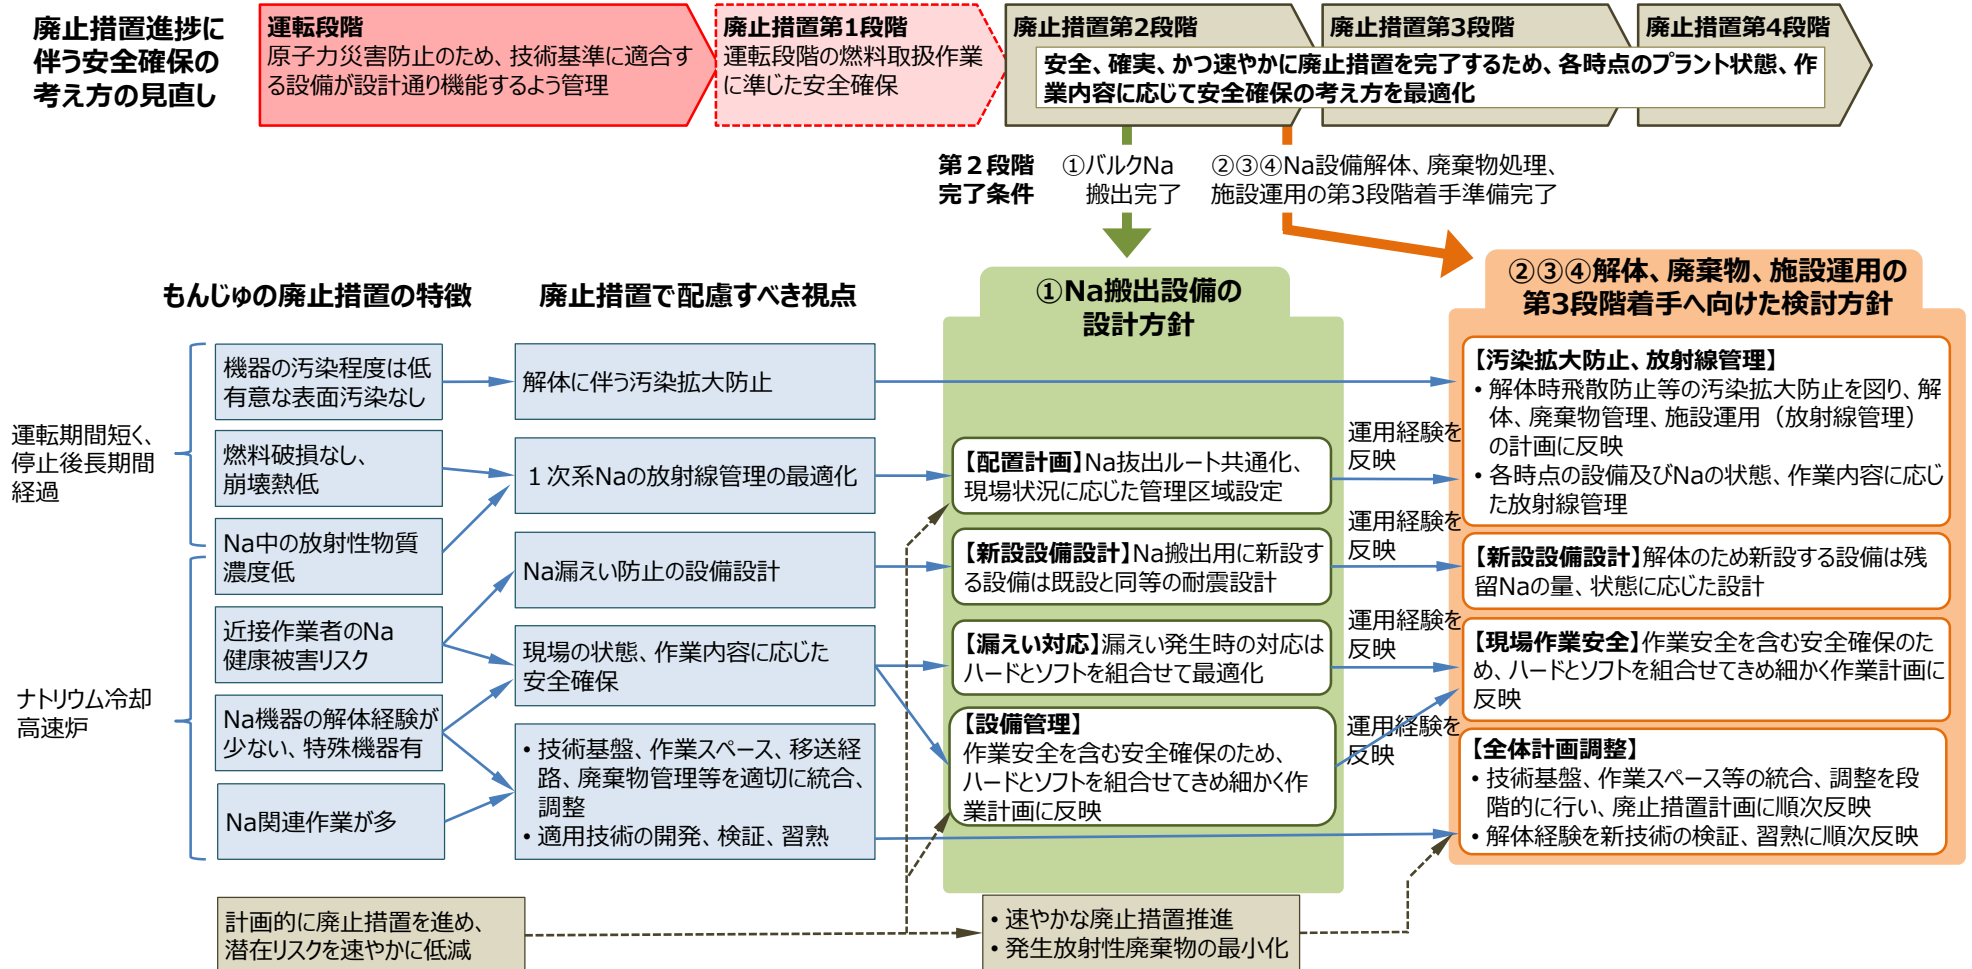 廃止措置進捗に
伴う安全確保の
考え方の見直し
運転段階
原子力災害防止のため、技術基準に適合す
る設備が設計通り機能するよう管理
廃止措置第1段階
運転段階の燃料取扱作業
に準じた安全確保
廃止措置第2段階
廃止措置第3段階
廃止措置第4段階
安全、確実、かつ速やかに廃止措置を完了するため、各時点のプラント状態、作
業内容に応じて安全確保の考え方を最適化
第２段階
完了条件
①バルクNa
搬出完了
②③④Na設備解体、廃棄物処理、
施設運用の第3段階着手準備完了
もんじゅの廃止措置の特徴
廃止措置で配慮すべき視点
①Na搬出設備の
設計方針
②③④解体、廃棄物、施設運用の
第3段階着手へ向けた検討方針
運転期間短く、
停止後長期間
経過
ナトリウム冷却
高速炉
機器の汚染程度は低
有意な表面汚染なし
燃料破損なし、
崩壊熱低
Na中の放射性物質
濃度低
近接作業者のNa
健康被害リスク
Na機器の解体経験が
少ない、特殊機器有
Na関連作業が多
計画的に廃止措置を進め、
潜在リスクを速やかに低減
解体に伴う汚染拡大防止
１次系Naの放射線管理の最適化
Na漏えい防止の設備設計
現場の状態、作業内容に応じた
安全確保
• 技術基盤、作業スペース、移送経
路、廃棄物管理等を適切に統合、
調整
• 適用技術の開発、検証、習熟
【配置計画】Na抜出ルート共通化、
現場状況に応じた管理区域設定
【新設設備設計】Na搬出用に新設す
る設備は既設と同等の耐震設計
【漏えい対応】漏えい発生時の対応は
ハードとソフトを組合せて最適化
【設備管理】
作業安全を含む安全確保のため、
ハードとソフトを組合せてきめ細かく作
業計画に反映
• 速やかな廃止措置推進
• 発生放射性廃棄物の最小化
運用経験を
反映
運用経験を
反映
運用経験を
反映
運用経験を
反映
【汚染拡大防止、放射線管理】
• 解体時飛散防止等の汚染拡大防止を図り、解
体、廃棄物管理、施設運用（放射線管理）
の計画に反映
• 各時点の設備及びNaの状態、作業内容に応じ
た放射線管理
【新設設備設計】解体のため新設する設備は残
留Naの量、状態に応じた設計
【現場作業安全】作業安全を含む安全確保のた
め、ハードとソフトを組合せてきめ細かく作業計画に
反映
【全体計画調整】
• 技術基盤、作業スペース等の統合、調整を段
階的に行い、廃止措置計画に順次反映
• 解体経験を新技術の検証、習熟に順次反映